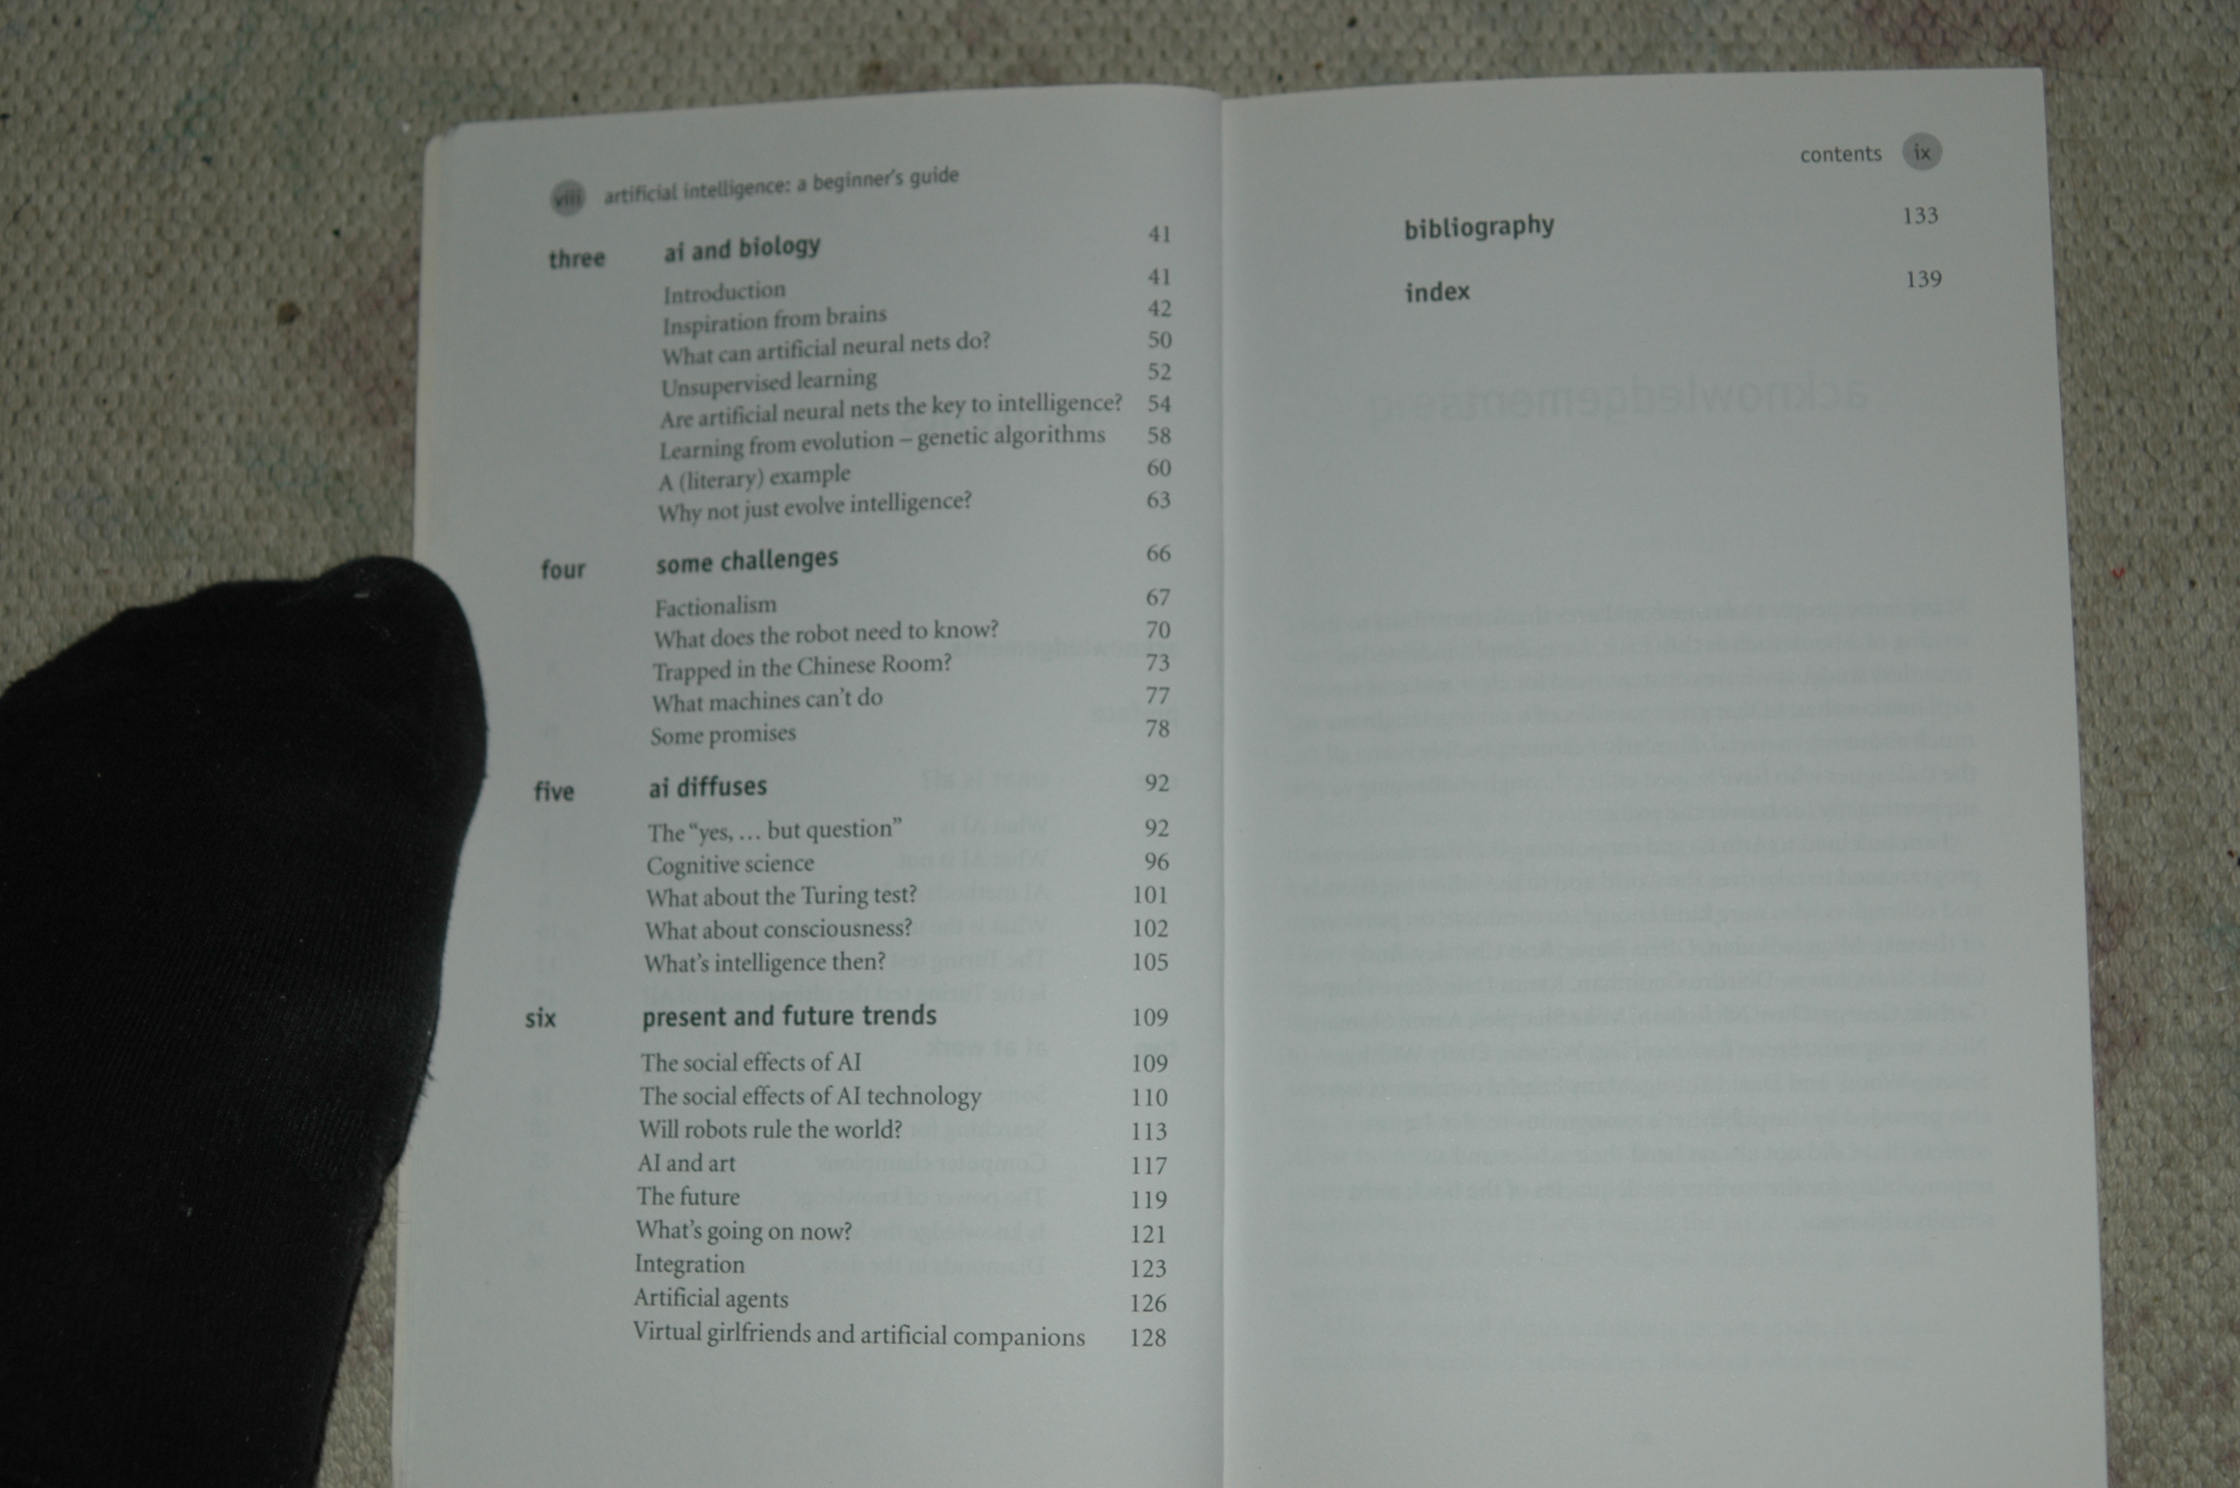 viii artificial intelligence: a beginner's guide
three ai and biology 41
Introduction 41
Inspiration from brains 42
What can artificial neural nets do? 50
Unsupervised learning 52
Are artificial neural nets the key to intelligence? 54
Learning from evolution – genetic algorithms 58
A (literary) example 60
Why not just evolve intelligence? 63
four some challenges 66
Factionalism 67
What does the robot need to know? 70
Trapped in the Chinese Room? 73
What machines can't do 77
Some promises 78
five ai diffuses 92
The “yes, … but question” 92
Cognitive science 96
What about the Turing test? 101
What about consciousness? 102
What's intelligence then? 105
six present and future trends 109
The social effects of AI 109
The social effects of AI technology 110
Will robots rule the world? 113
AI and art 117
The future 119
What's going on now? 121
Integration 123
Artificial agents 126
Virtual girlfriends and artificial companions 128
contents ix
bibliography 133
index 139